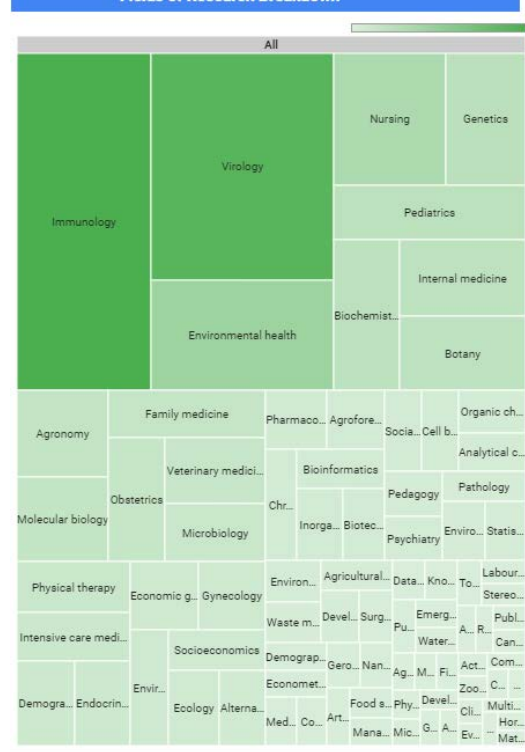 Fields of Research Breakdown
All
Immunology
Virology
Nursing
Genetics
Pediatrics
Environmental health
Biochemist...
Internal medicine
Botany
Agronomy
Family medicine
Pharmaco...
Agrofore...
Socia...
Cell b...
Organic ch...
Analytical c...
Obstetrics
Veterinary medici...
Chr...
Bioinformatics
Pedagogy
Pathology
Molecular biology
Microbiology
Inorga...
Biotec...
Psychiatry
Enviro...
Statis...
Physical therapy
Economic g...
Gynecology
Environ...
Agricultural...
Data...
Kno...
To...
Labour...
Stereo...
Intensive care medi...
Waste m...
Devel...
Surg...
Pu...
Emerg...
Water...
A...
R...
Publ...
Can...
Socioeconomics
Demograp...
Gero...
Nan...
Ag...
M...
Fi...
Act...
Com...
Demogra...
Endocrin...
Envir...
Ecology
Alterna...
Economet...
Zoo...
C...
...
Med...
Co...
Art...
Food s...
Mana...
Phy...
Devel...
Cli...
Multi...
Mic...
G...
A...
Ev...
...
Hor...
Mat...